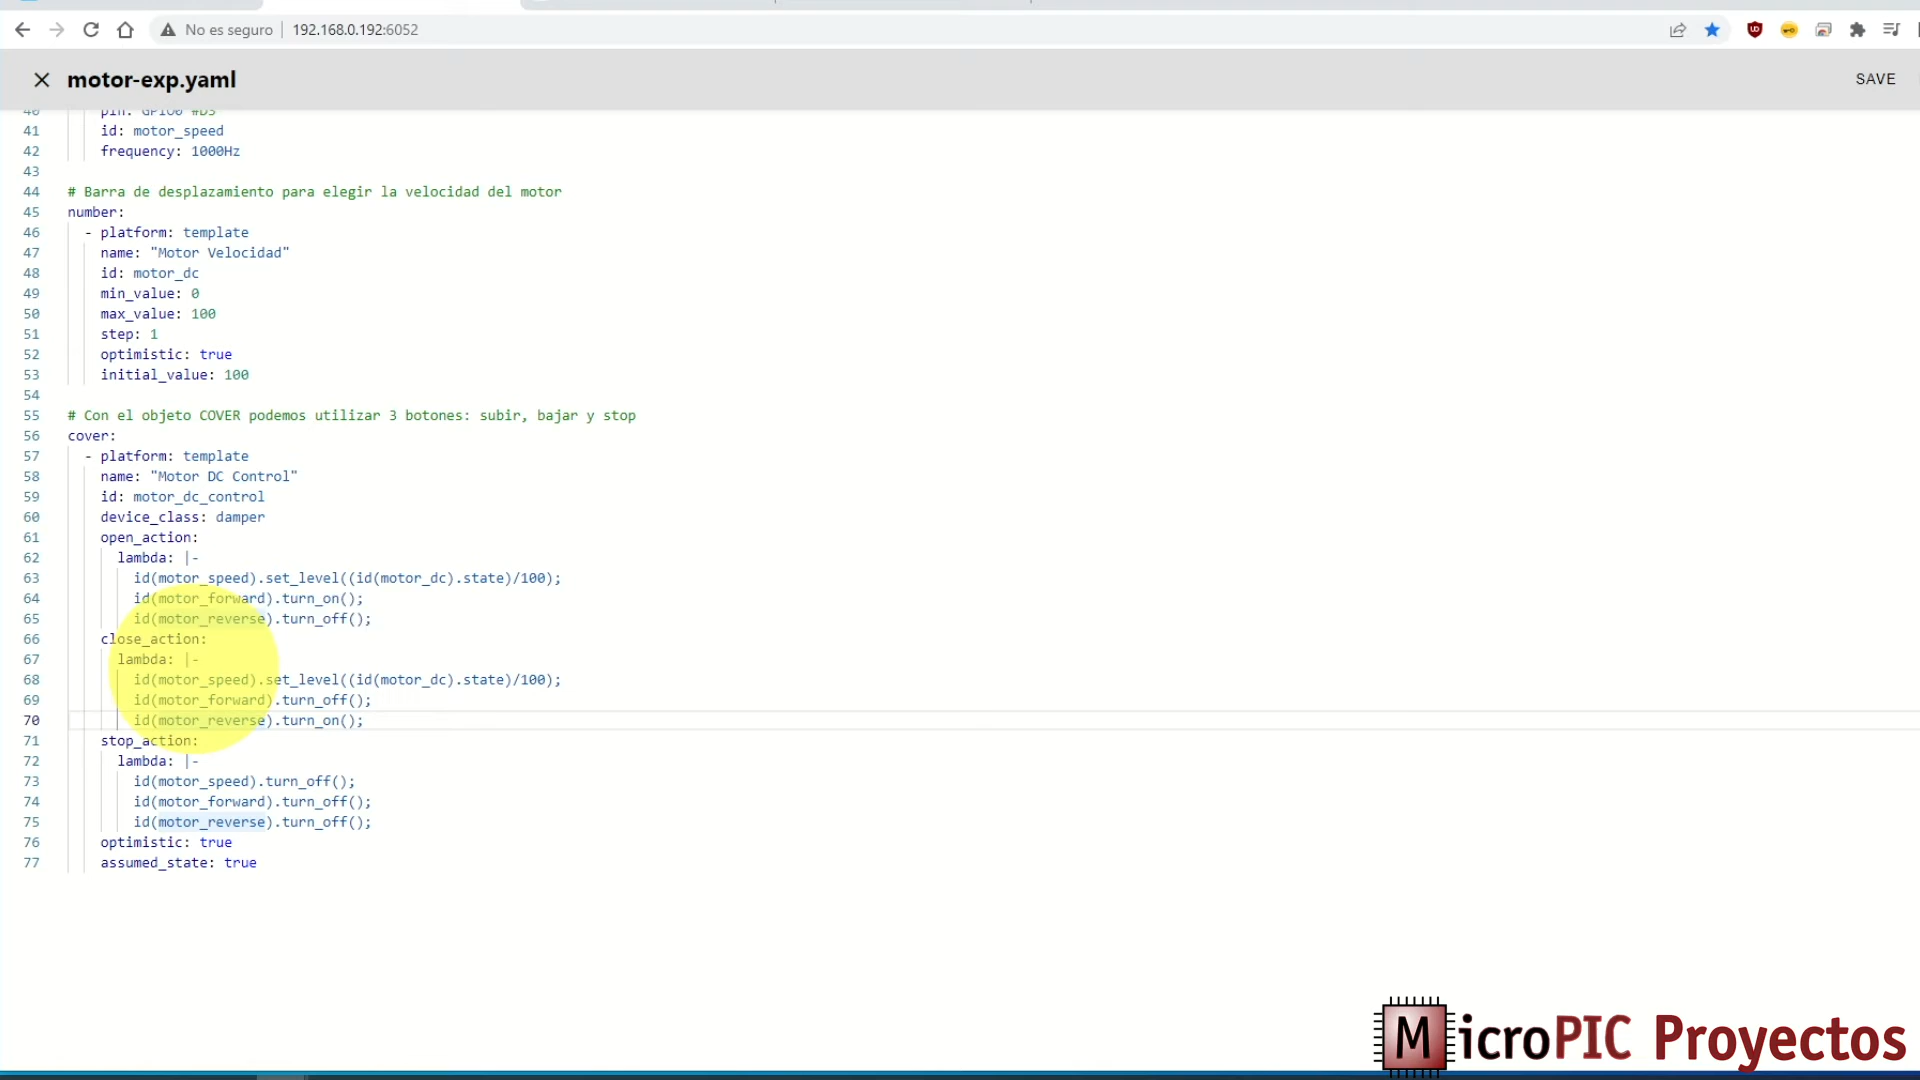 No es seguro
192.168.0.192:6052
motor-exp.yaml
SAVE
40 pin: GPIO0 #D3
41 id: motor_speed
42 frequency: 1000Hz
43
44 # Barra de desplazamiento para elegir la velocidad del motor
45 number:
46 - platform: template
47 name: "Motor Velocidad"
48 id: motor_dc
49 min_value: 0
50 max_value: 100
51 step: 1
52 optimistic: true
53 initial_value: 100
54
55 # Con el objeto COVER podemos utilizar 3 botones: subir, bajar y stop
56 cover:
57 - platform: template
58 name: "Motor DC Control"
59 id: motor_dc_control
60 device_class: damper
61 open_action:
62 lambda: |-
63 id(motor_speed).set_level((id(motor_dc).state)/100);
64 id(motor_forward).turn_on();
65 id(motor_reverse).turn_off();
66 close_action:
67 lambda: |-
68 id(motor_speed).set_level((id(motor_dc).state)/100);
69 id(motor_forward).turn_off();
70 id(motor_reverse).turn_on();
71 stop_action:
72 lambda: |-
73 id(motor_speed).turn_off();
74 id(motor_forward).turn_off();
75 id(motor_reverse).turn_off();
76 optimistic: true
77 assumed_state: true
MicroPIC Proyectos